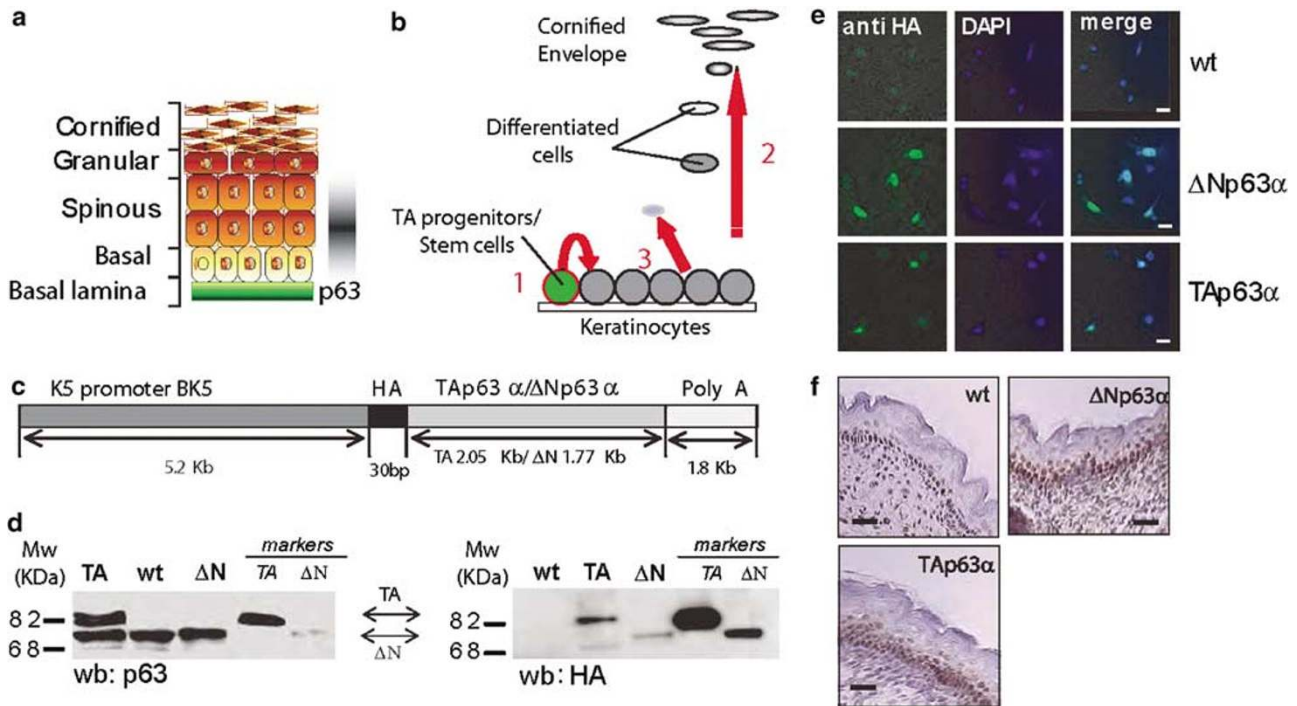 a
Cornified
Granular
Spinous
Basal
Basal lamina
p63
b
Cornified
Envelope
Differentiated
cells
2
TA progenitors/
Stem cells
1
3
Keratinocytes
c
K5 promoter BK5
HA
TAp63 α/ΔNp63 α
Poly A
5.2 Kb
30bp
TA 2.05 Kb/ ΔN 1.77 Kb
1.8 Kb
d
Mw
(KDa)
TA wt ΔN
markers
TA ΔN
82
68
wb: p63
TA
ΔN
Mw
(KDa)
wt TA ΔN
markers
TA ΔN
82
68
wb: HA
e
anti HA DAPI merge
wt
ΔNp63α
TAp63α
f
wt
ΔNp63α
TAp63α